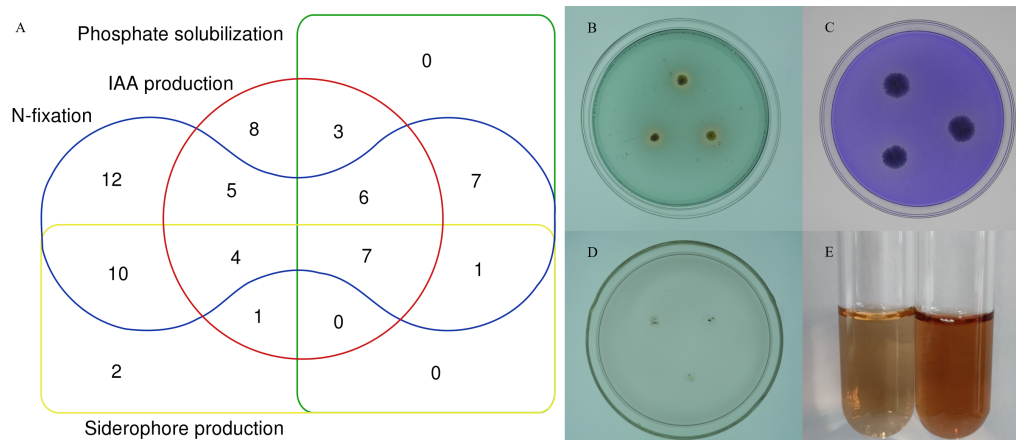 A
Phosphate solubilization
0
IAA production
N-fixation
8
3
12
5
6
7
10
4
7
1
1
0
2
0
Siderophore production
B
C
D
E